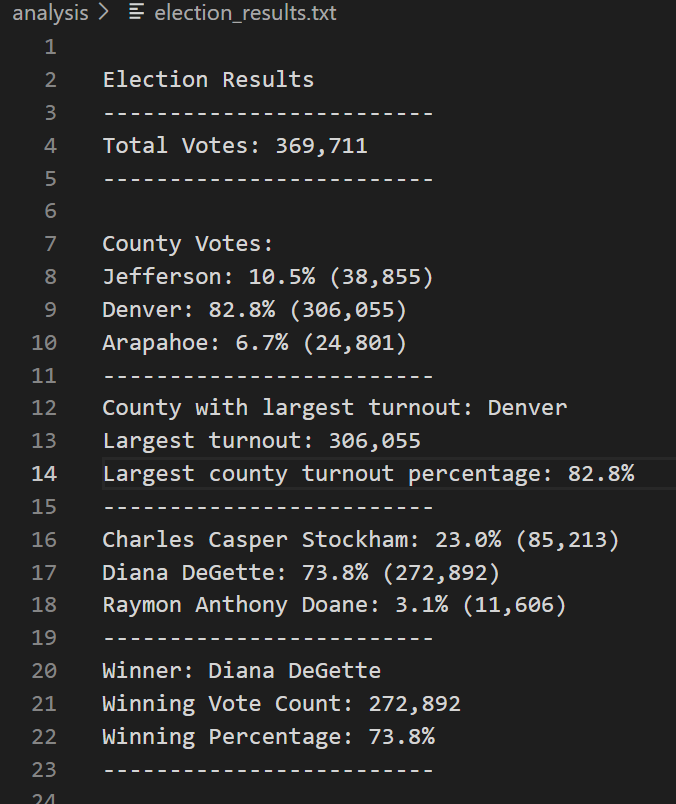 analysis > election_results.txt
1
2 Election Results
3 -------------------------
4 Total Votes: 369,711
5 -------------------------
6
7 County Votes:
8 Jefferson: 10.5% (38,855)
9 Denver: 82.8% (306,055)
10 Arapahoe: 6.7% (24,801)
11 -------------------------
12 County with largest turnout: Denver
13 Largest turnout: 306,055
14 Largest county turnout percentage: 82.8%
15 -------------------------
16 Charles Casper Stockham: 23.0% (85,213)
17 Diana DeGette: 73.8% (272,892)
18 Raymon Anthony Doane: 3.1% (11,606)
19 -------------------------
20 Winner: Diana DeGette
21 Winning Vote Count: 272,892
22 Winning Percentage: 73.8%
23 -------------------------
24